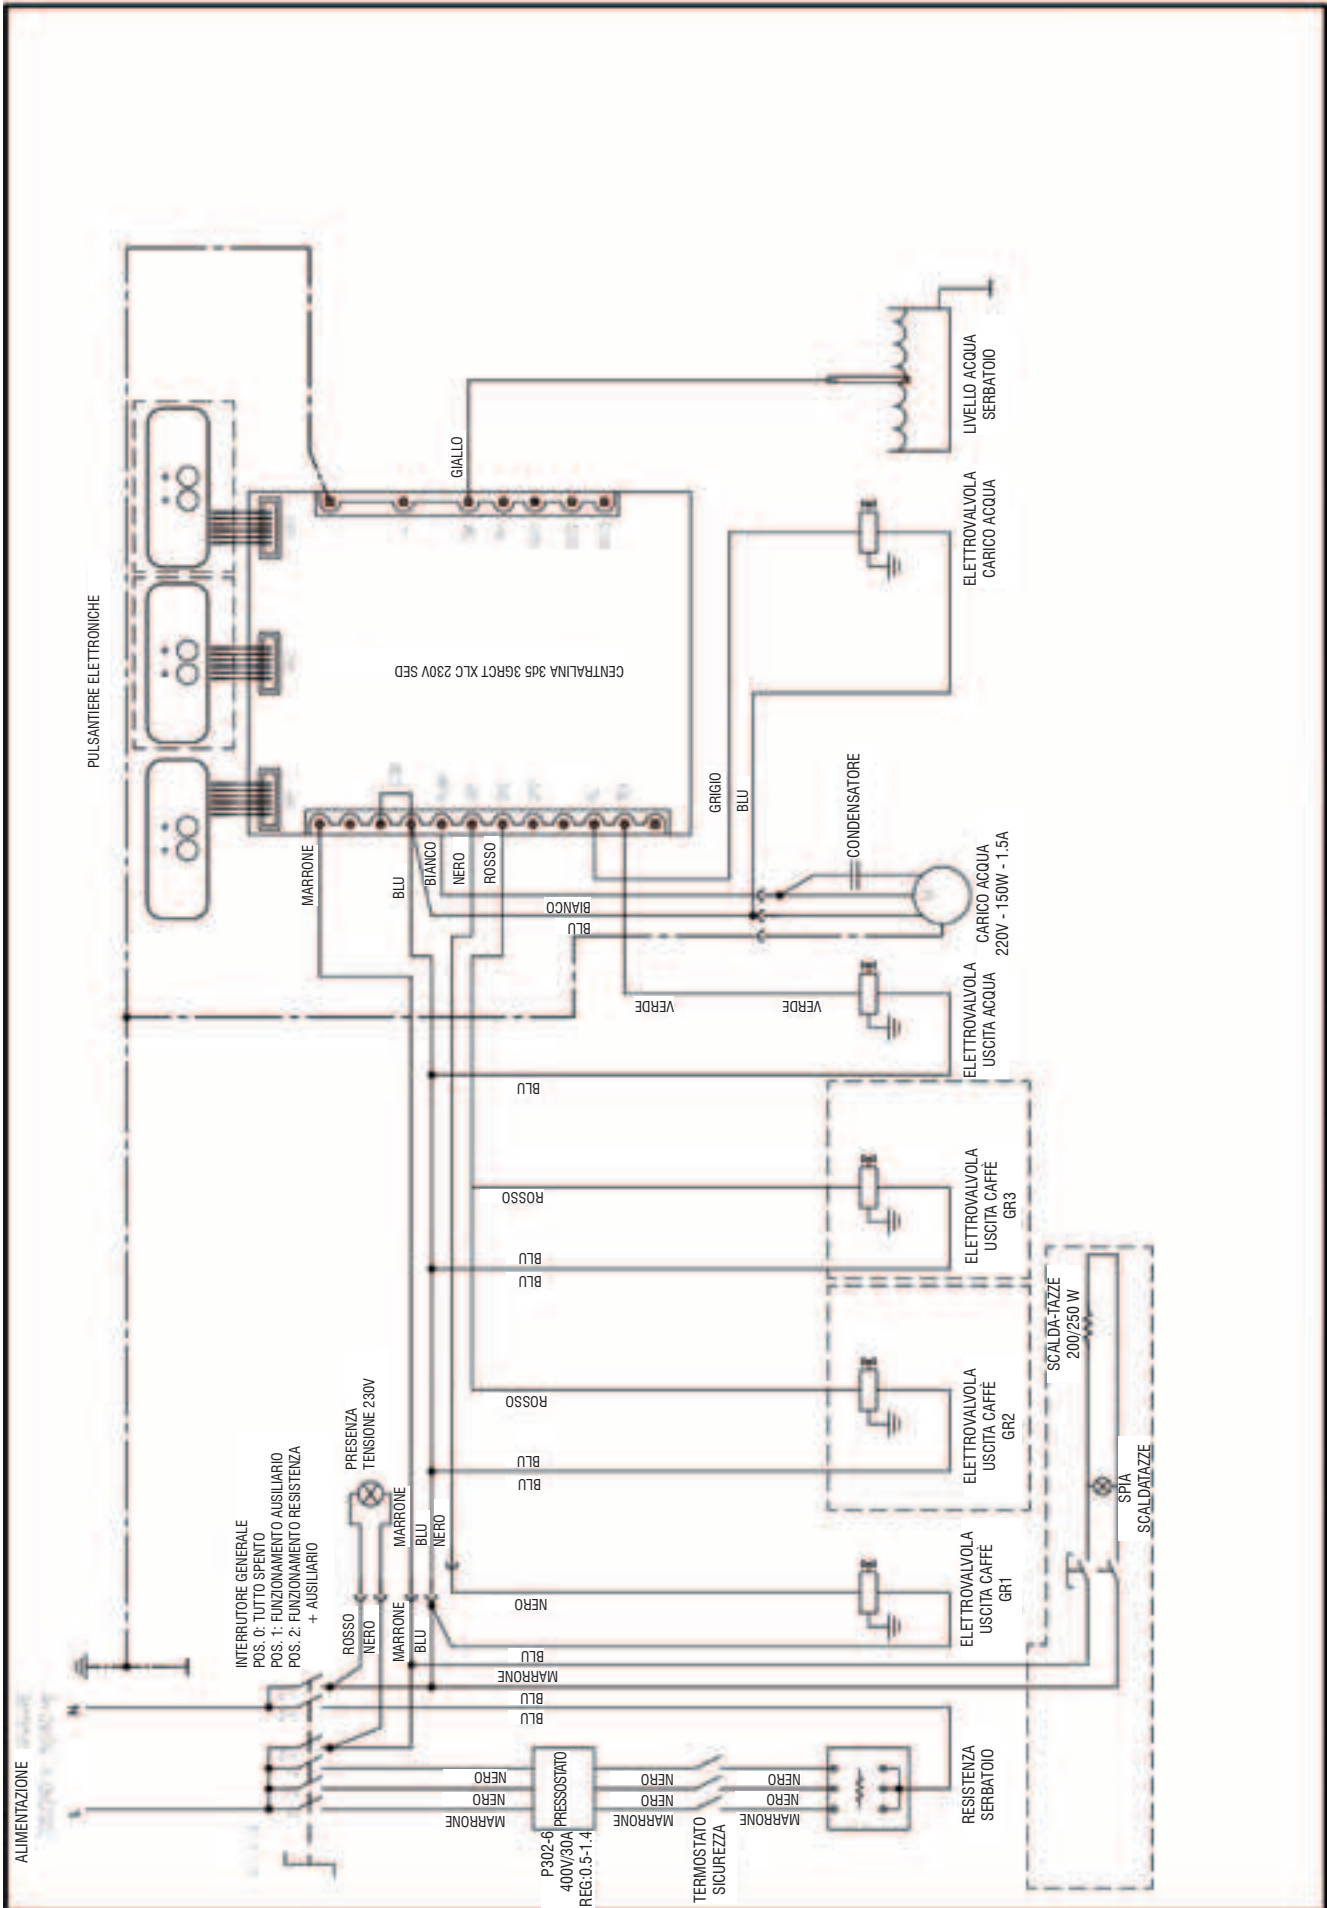 ALIMENTAZIONE
INTERRUTORE GENERALE
POS. 0: TUTTO SPENTO
POS. 1: FUNZIONAMENTO AUSILIARIO
POS. 2: FUNZIONAMENTO RESISTENZA
+ AUSILIARIO
PRESENZA
TENSIONE 230V
PULSANTIERE ELETTRONICHE
CENTRALINA 3d5 3GRCT XLC 230V SED
ROSSO
NERO
MARRONE
BLU
MARRONE
BLU
NERO
MARRONE
BLU
BIANCO
NERO
ROSSO
GIALLO
GRIGIO
BLU
BIANCO
BLU
VERDE
VERDE
BLU
ROSSO
BLU
BLU
ROSSO
BLU
BLU
NERO
BLU
MARRONE
BLU
BLU
NERO
NERO
MARRONE
P302-6
400V/30A
REG:0.5-1.4
PRESSOSTATO
NERO
NERO
MARRONE
TERMOSTATO
SICUREZZA
NERO
NERO
MARRONE
RESISTENZA
SERBATOIO
ELETTROVALVOLA
USCITA CAFFÈ
GR1
ELETTROVALVOLA
USCITA CAFFÈ
GR2
ELETTROVALVOLA
USCITA CAFFÈ
GR3
ELETTROVALVOLA
USCITA ACQUA
CARICO ACQUA
220V - 150W - 1.5A
CONDENSATORE
ELETTROVALVOLA
CARICO ACQUA
LIVELLO ACQUA
SERBATOIO
SCALDA-TAZZE
200/250 W
SPIA
SCALDATAZZE